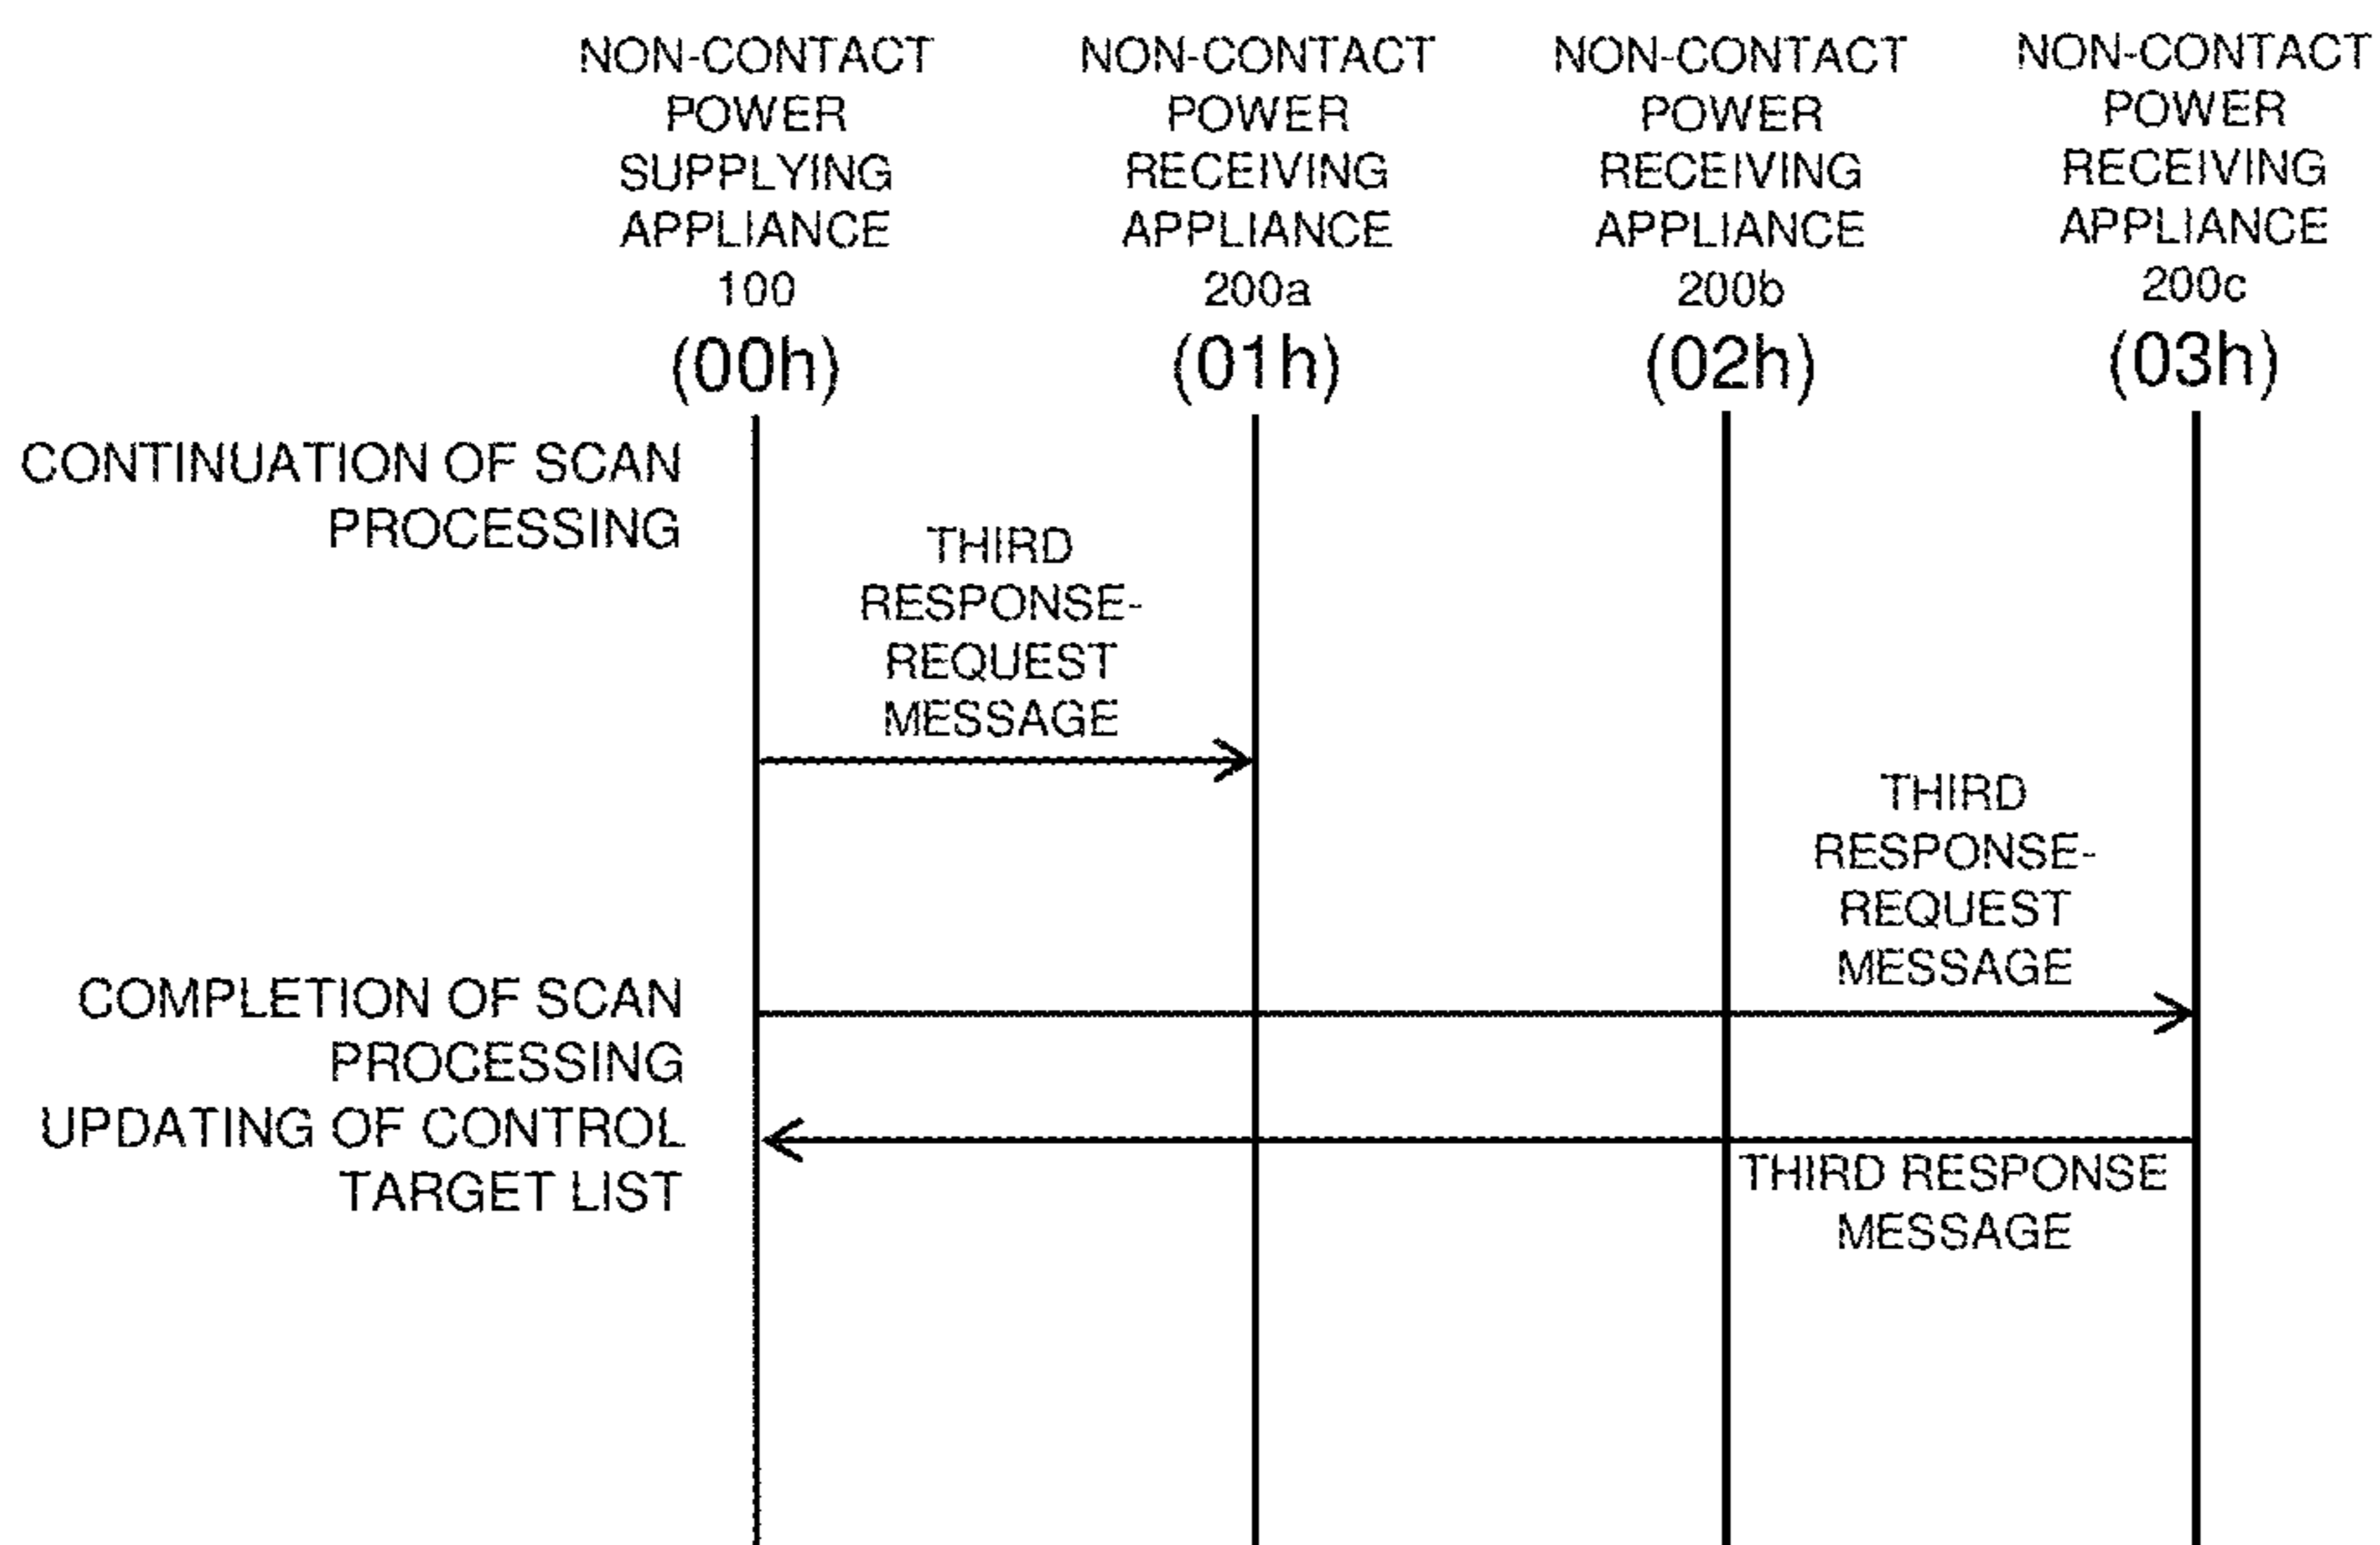 NON-CONTACT
POWER
SUPPLYING
APPLIANCE
100
(00h)
NON-CONTACT
POWER
RECEIVING
APPLIANCE
200a
(01h)
NON-CONTACT
POWER
RECEIVING
APPLIANCE
200b
(02h)
NON-CONTACT
POWER
RECEIVING
APPLIANCE
200c
(03h)
CONTINUATION OF SCAN
PROCESSING
THIRD
RESPONSE-
REQUEST
MESSAGE
THIRD
RESPONSE-
REQUEST
MESSAGE
COMPLETION OF SCAN
PROCESSING
UPDATING OF CONTROL
TARGET LIST
THIRD RESPONSE
MESSAGE